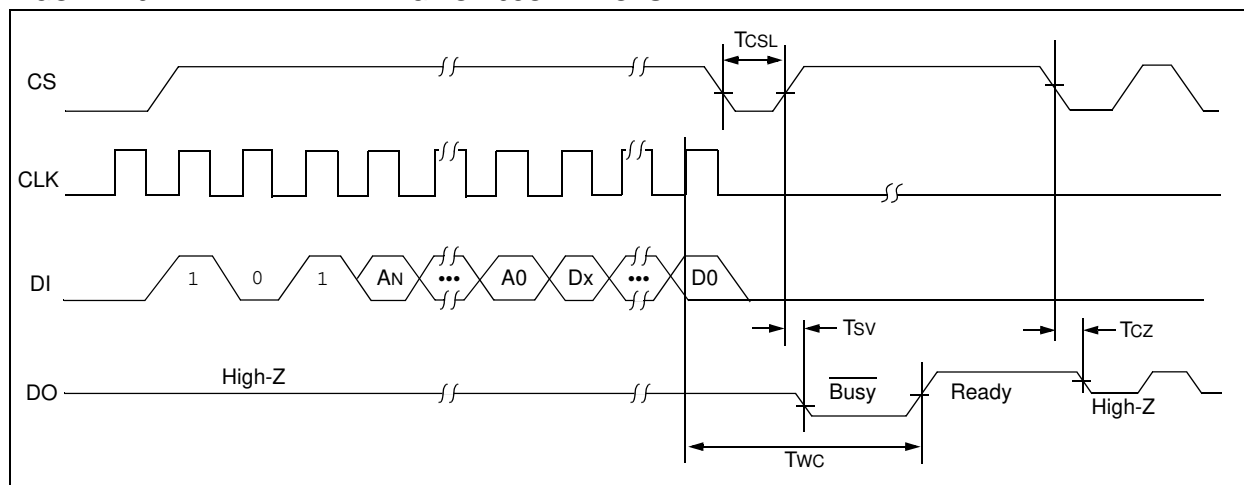 TCSL
CS
CLK
DI 1 0 1 AN ••• A0 Dx ••• D0
TSV TCZ
High-Z
DO Busy Ready High-Z
TWC